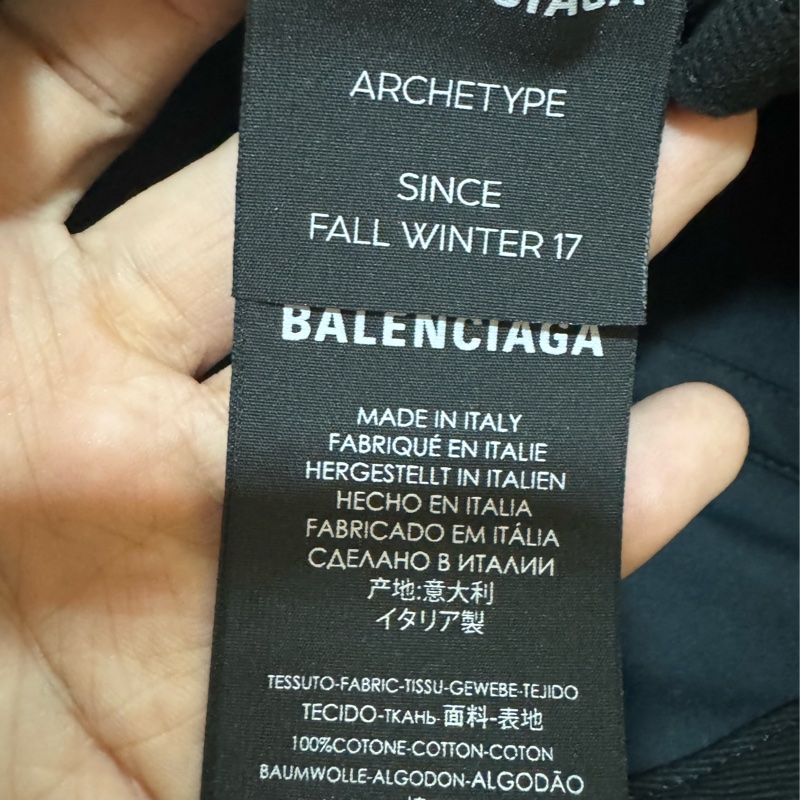 ARCHETYPE
SINCE
FALL WINTER 17
BALENCIAGA
MADE IN ITALY
FABRIQUÉ EN ITALIE
HERGESTELLT IN ITALIEN
HECHO EN ITALIA
FABRICADO EM ITÁLIA
СДЕЛАНО В ИТАЛИИ
产地:意大利
イタリア製
TESSUTO-FABRIC-TISSU-GEWEBE-TEJIDO
TECIDO-ТКАНЬ-面料-表地
100%COTONE-COTTON-COTON
BAUMWOLLE-ALGODON-ALGODÃO